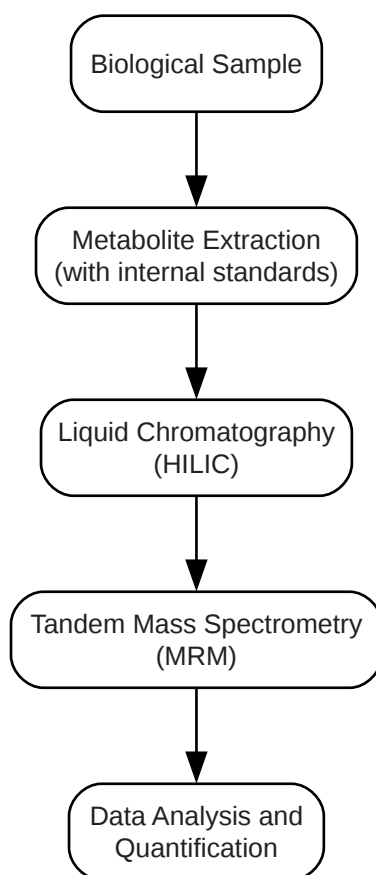 Biological Sample
Metabolite Extraction
(with internal standards)
Liquid Chromatography
(HILIC)
Tandem Mass Spectrometry
(MRM)
Data Analysis and
Quantification